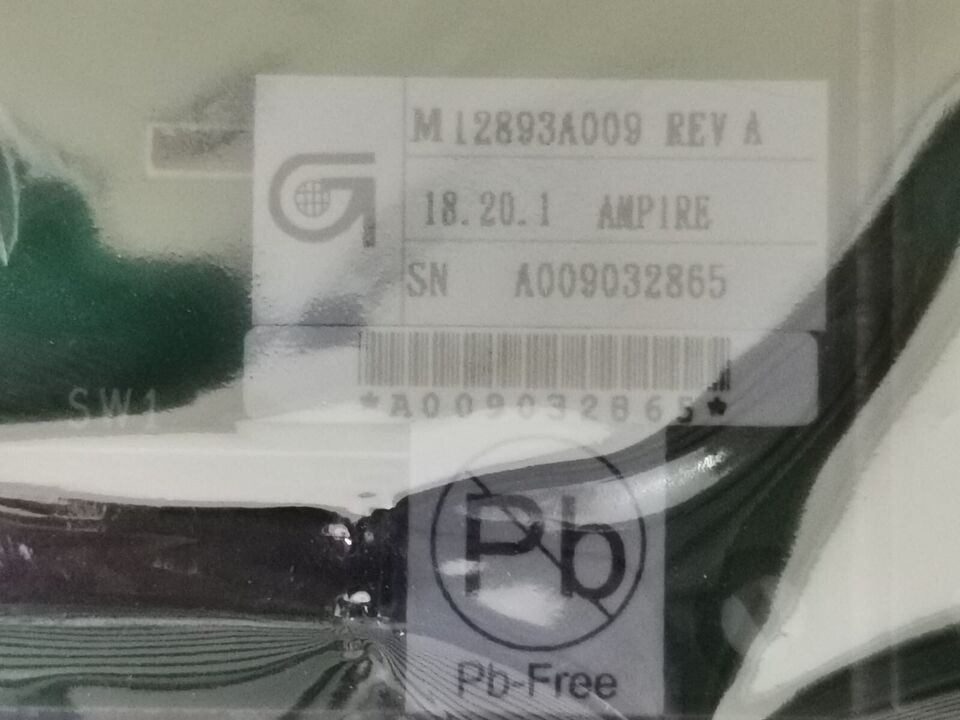 M12893A009 REV A
18.20.1 AMPIRE
SN A009032865
*A009032865*
SW1
Pb
Pb-Free